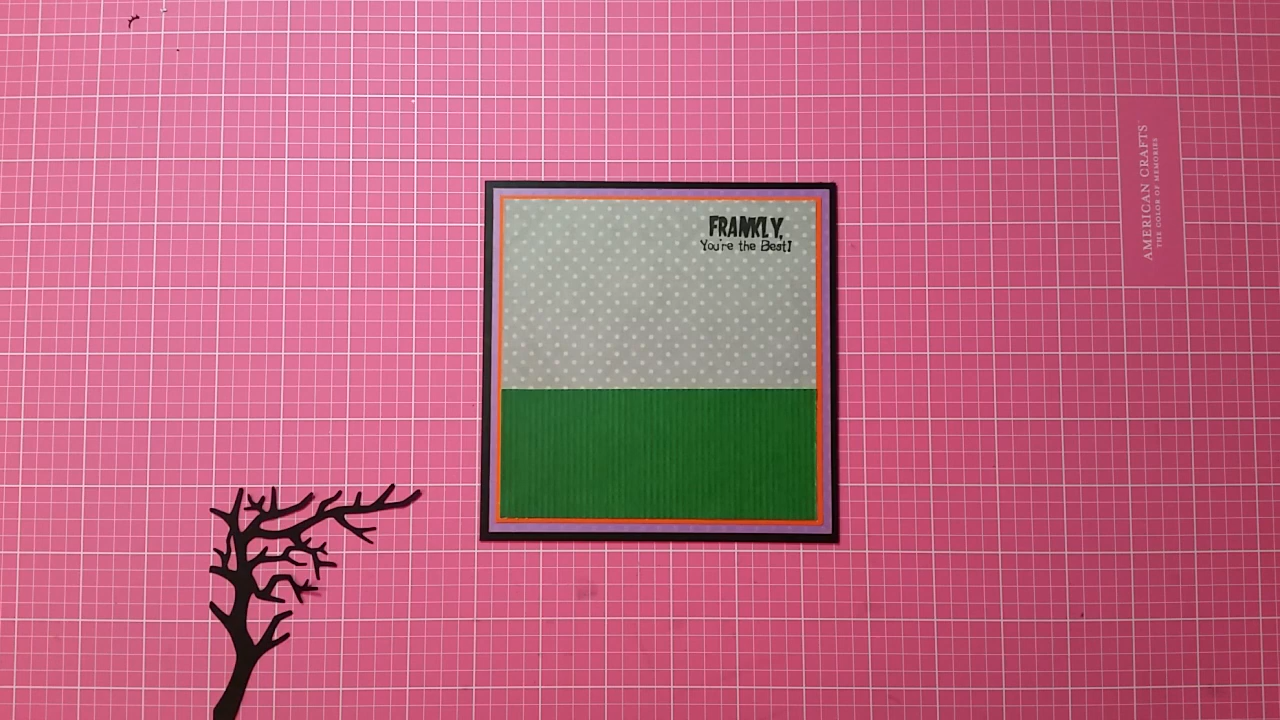 FRANKLY,
You're the Best!
AMERICAN CRAFTS
THE COLOR OF MEMORIES